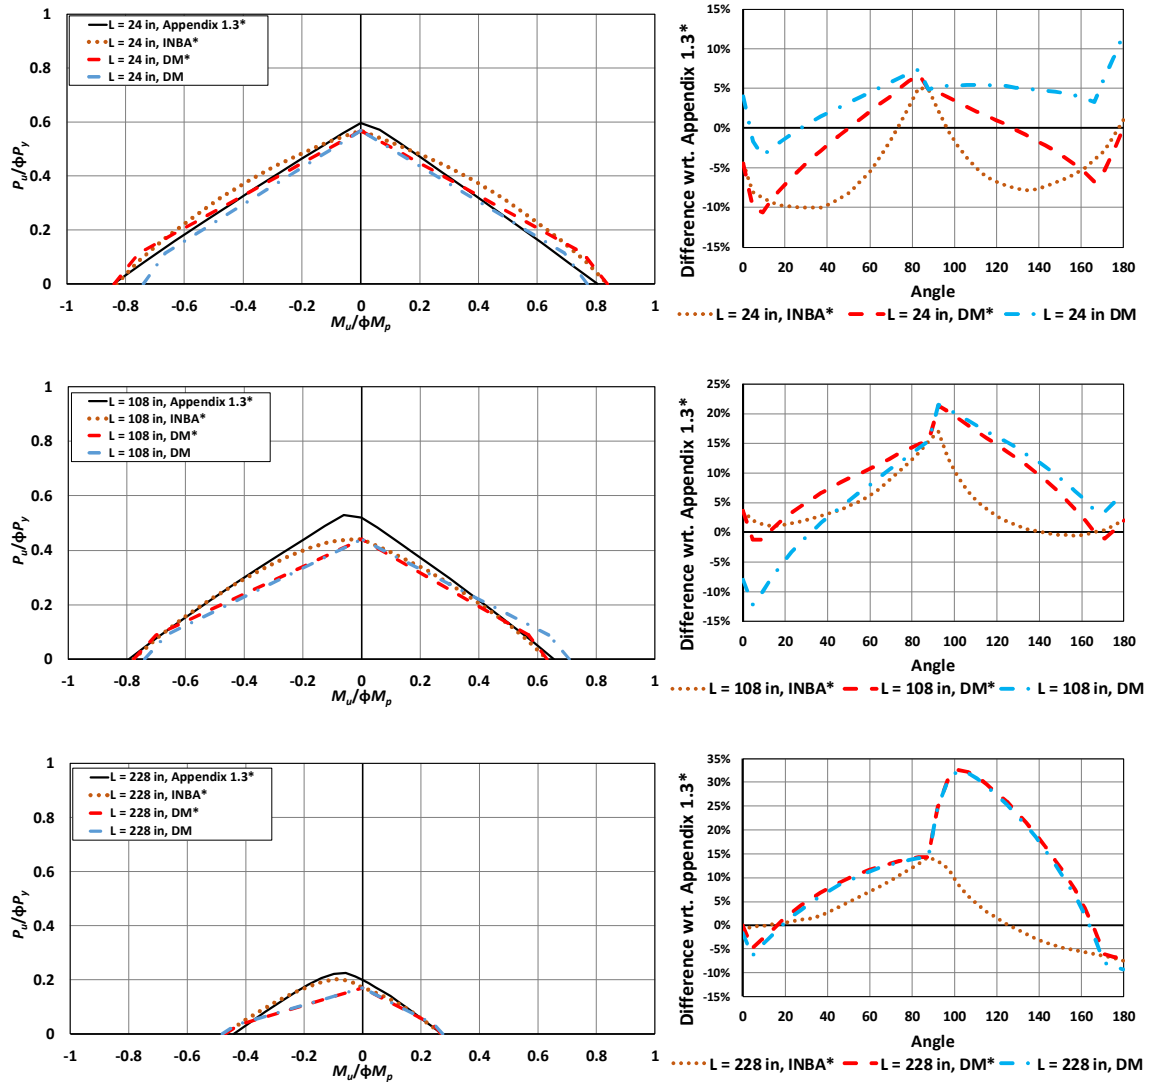 1
0.8
0.6
0.4
0.2
0
L = 24 in, Appendix 1.3*
L = 24 in, INBA*
L = 24 in, DM*
L = 24 in, DM
-1 -0.8 -0.6 -0.4 -0.2 0 0.2 0.4 0.6 0.8 1
Pu/ϕPy
Mu/ϕMp
15%
10%
5%
0%
-5%
-10%
-15%
0 20 40 60 80 100 120 140 160 180
Difference wrt. Appendix 1.3*
Angle
L = 24 in, INBA* L = 24 in, DM* L = 24 in DM
1
0.8
0.6
0.4
0.2
0
L = 108 in, Appendix 1.3*
L = 108 in, INBA*
L = 108 in, DM*
L = 108 in, DM
-1 -0.8 -0.6 -0.4 -0.2 0 0.2 0.4 0.6 0.8 1
Pu/ϕPy
Mu/ϕMp
25%
20%
15%
10%
5%
0%
-5%
-10%
-15%
0 20 40 60 80 100 120 140 160 180
Difference wrt. Appendix 1.3*
Angle
L = 108 in, INBA* L = 108 in, DM* L = 108 in, DM
1
0.8
0.6
0.4
0.2
0
L = 228 in, Appendix 1.3*
L = 228 in, INBA*
L = 228 in, DM*
L = 228 in, DM
-1 -0.8 -0.6 -0.4 -0.2 0 0.2 0.4 0.6 0.8 1
Pu/ϕPy
Mu/ϕMp
35%
30%
25%
20%
15%
10%
5%
0%
-5%
-10%
-15%
0 20 40 60 80 100 120 140 160 180
Difference wrt. Appendix 1.3*
Angle
L = 228 in, INBA* L = 228 in, DM* L = 228 in, DM